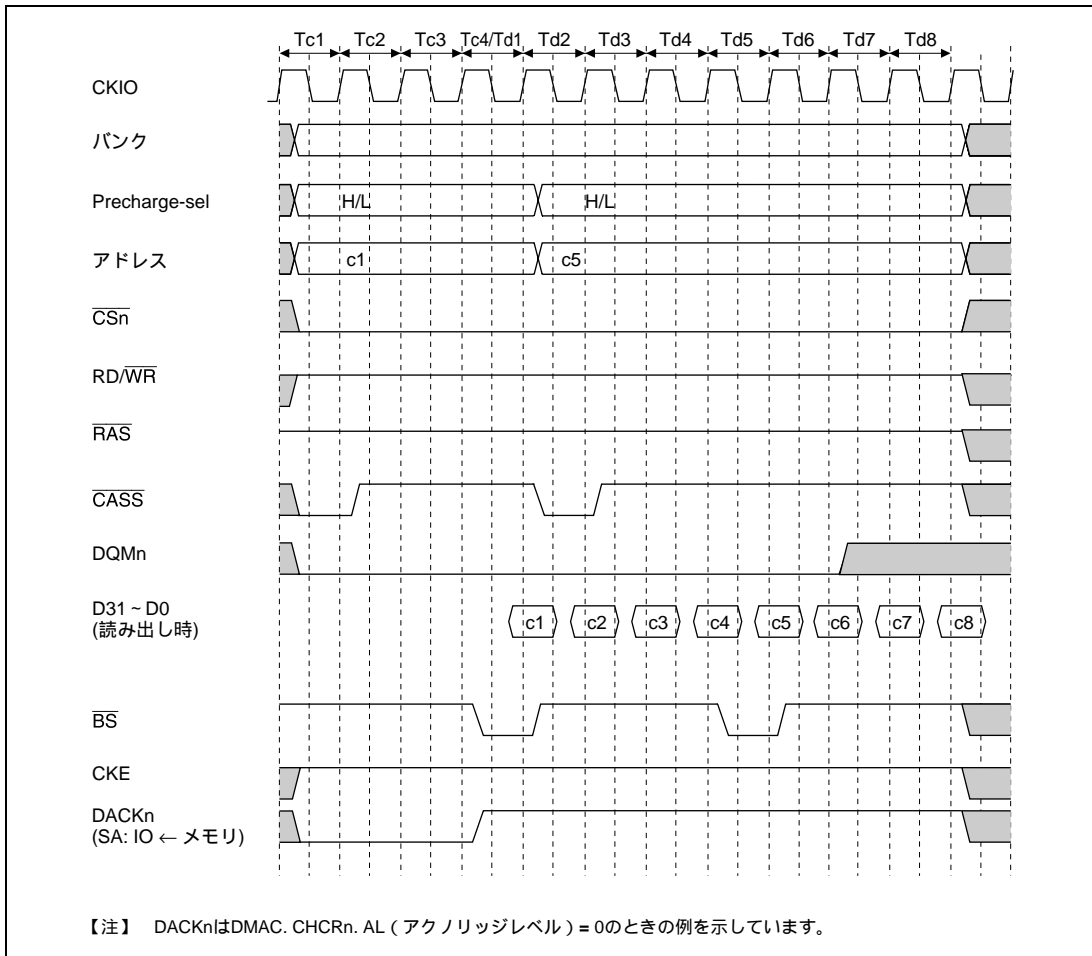 Tc1 Tc2 Tc3 Tc4/Td1 Td2 Td3 Td4 Td5 Td6 Td7 Td8
CKIO
バンク
Precharge-sel H/L H/L
アドレス c1 c5
CSn
RD/WR
RAS
CASS
DQMn
D31 ~ D0 c1 c2 c3 c4 c5 c6 c7 c8
(読み出し時)
BS
CKE
DACKn
(SA: IO ← メモリ)
【注】 DACKnはDMAC. CHCRn. AL ( アクノリッジレベル ) = 0のときの例を示しています。